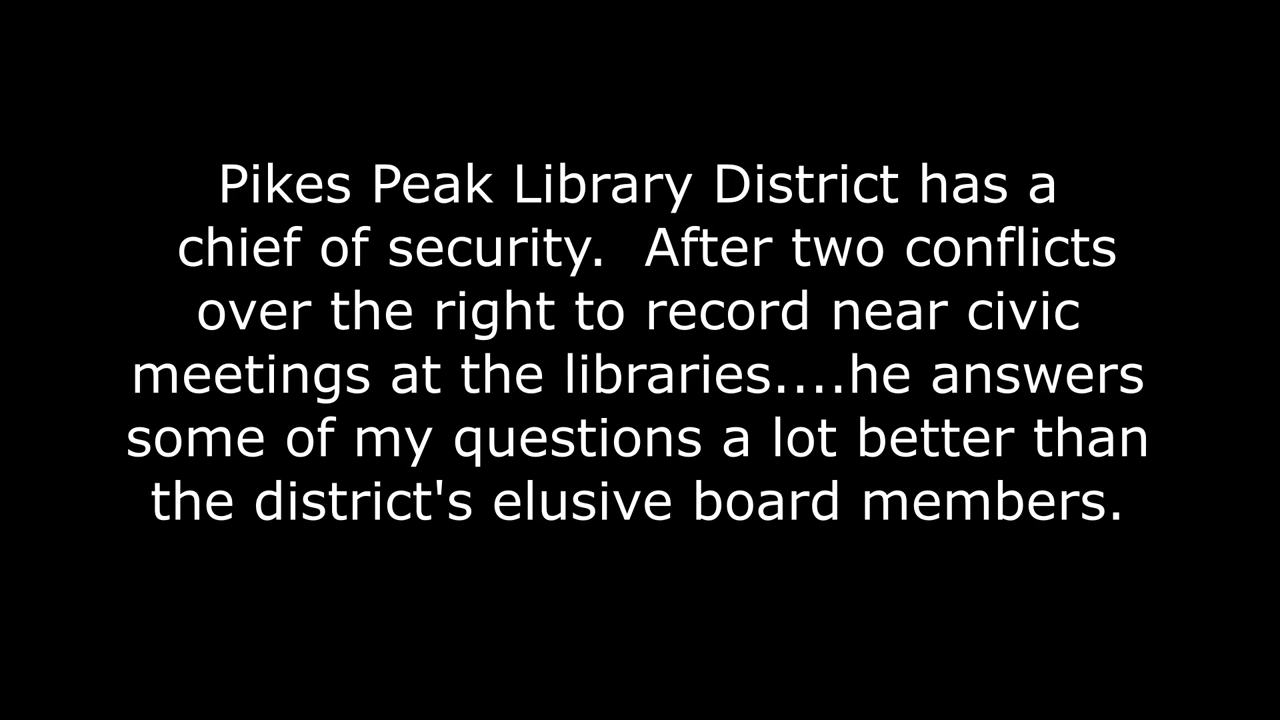 Pikes Peak Library District has a
chief of security.  After two conflicts
over the right to record near civic
meetings at the libraries....he answers
some of my questions a lot better than
the district's elusive board members.